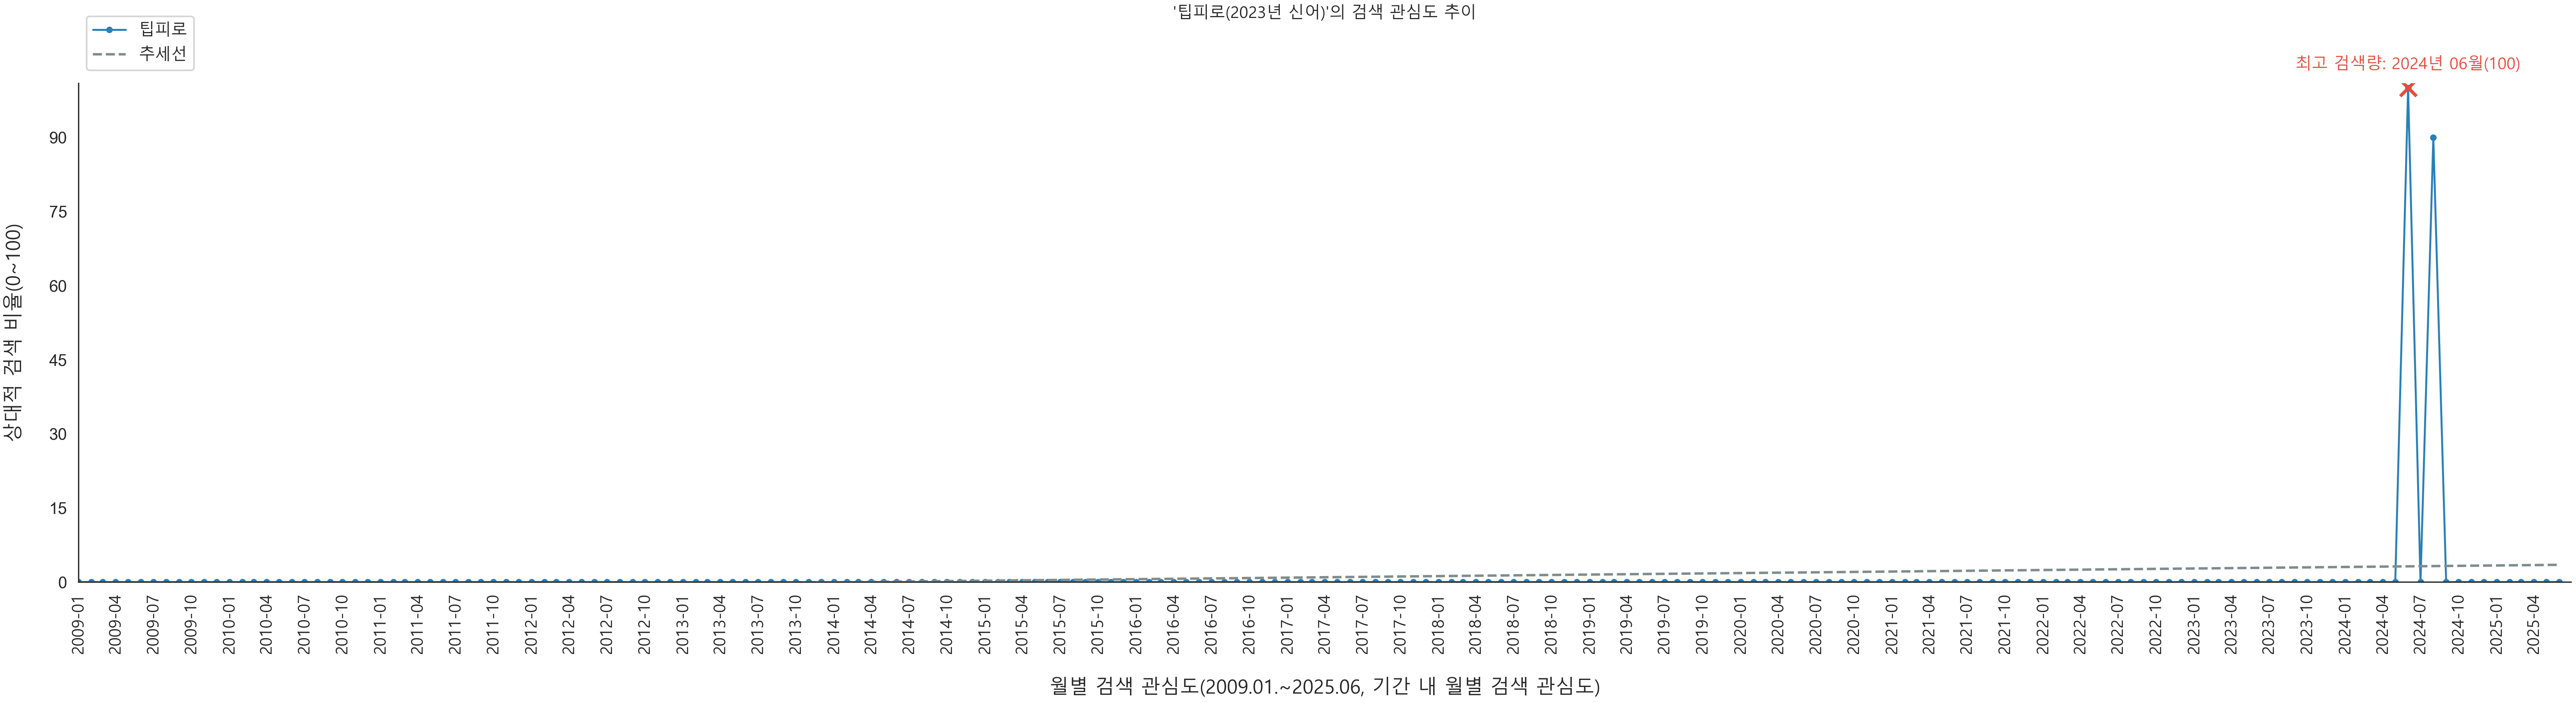 '팁피로(2023년 신어)'의 검색 관심도 추이
팁피로
추세선
최고 검색량: 2024년 06월(100)
상대적 검색 비율(0~100)
90
75
60
45
30
15
0
2009-01 2009-04 2009-07 2009-10 2010-01 2010-04 2010-07 2010-10 2011-01 2011-04 2011-07 2011-10 2012-01 2012-04 2012-07 2012-10 2013-01 2013-04 2013-07 2013-10 2014-01 2014-04 2014-07 2014-10 2015-01 2015-04 2015-07 2015-10 2016-01 2016-04 2016-07 2016-10 2017-01 2017-04 2017-07 2017-10 2018-01 2018-04 2018-07 2018-10 2019-01 2019-04 2019-07 2019-10 2020-01 2020-04 2020-07 2020-10 2021-01 2021-04 2021-07 2021-10 2022-01 2022-04 2022-07 2022-10 2023-01 2023-04 2023-07 2023-10 2024-01 2024-04 2024-07 2024-10 2025-01 2025-04
월별 검색 관심도(2009.01.~2025.06, 기간 내 월별 검색 관심도)